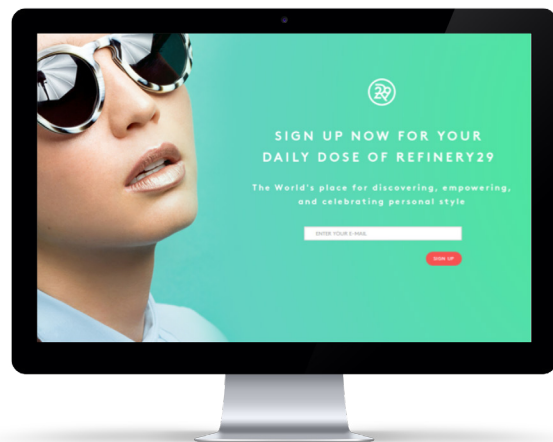 29
SIGN UP NOW FOR YOUR
DAILY DOSE OF REFINERY29
The World's place for discovering, empowering,
and celebrating personal style
ENTER YOUR E-MAIL
SIGN UP